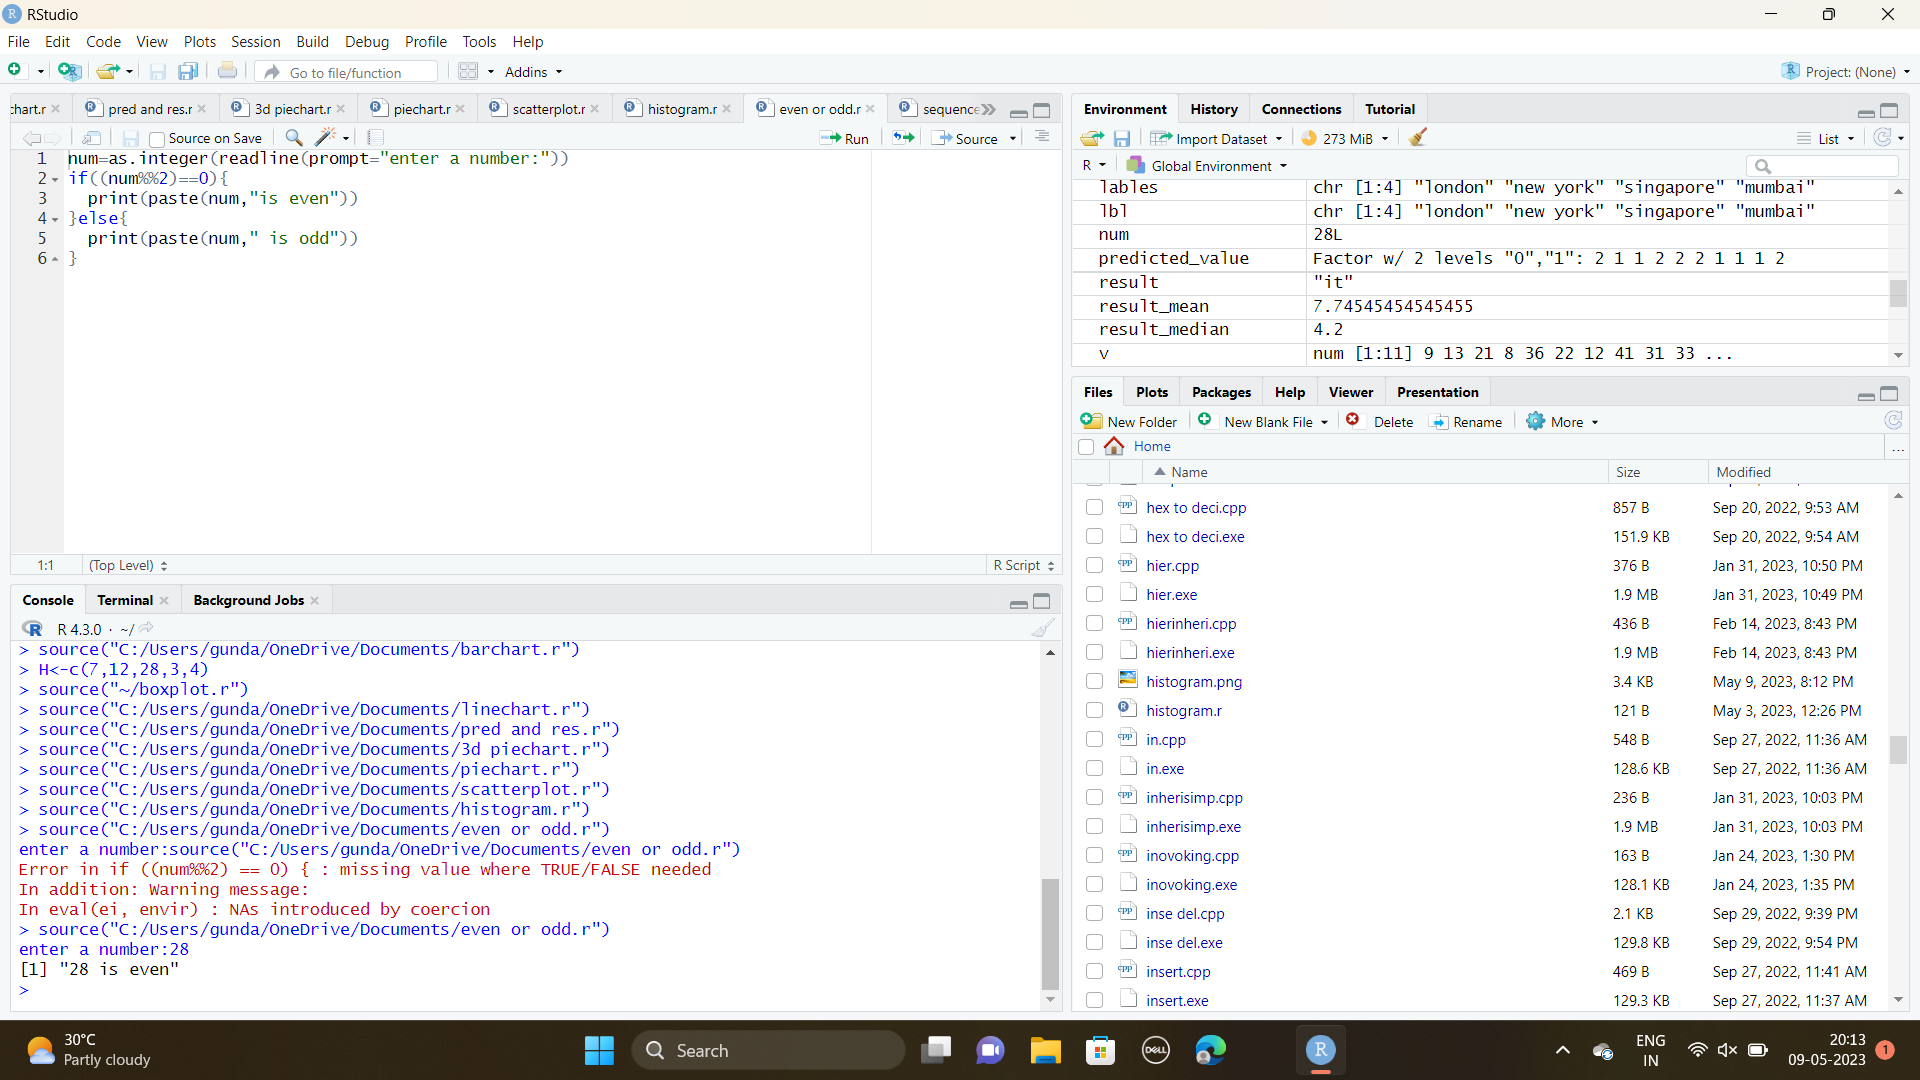 RStudio
File Edit Code View Plots Session Build Debug Profile Tools Help
Go to file/function Addins Project: (None)
chart.r pred and res.r 3d piechart.r piechart.r scatterplot.r histogram.r even or odd.r sequence
Source on Save Run Source
1 num=as.integer(readline(prompt="enter a number:"))
2 if((num%%2)==0){
3 print(paste(num,"is even"))
4 }else{
5 print(paste(num," is odd"))
6 }
1:1 (Top Level) R Script
Console Terminal Background Jobs
R 4.3.0 · ~/
> source("C:/Users/gunda/OneDrive/Documents/barchart.r")
> H<-c(7,12,28,3,4)
> source("~/boxplot.r")
> source("C:/Users/gunda/OneDrive/Documents/linechart.r")
> source("C:/Users/gunda/OneDrive/Documents/pred and res.r")
> source("C:/Users/gunda/OneDrive/Documents/3d piechart.r")
> source("C:/Users/gunda/OneDrive/Documents/piechart.r")
> source("C:/Users/gunda/OneDrive/Documents/scatterplot.r")
> source("C:/Users/gunda/OneDrive/Documents/histogram.r")
> source("C:/Users/gunda/OneDrive/Documents/even or odd.r")
enter a number:source("C:/Users/gunda/OneDrive/Documents/even or odd.r")
Error in if ((num%%2) == 0) { : missing value where TRUE/FALSE needed
In addition: Warning message:
In eval(ei, envir) : NAs introduced by coercion
> source("C:/Users/gunda/OneDrive/Documents/even or odd.r")
enter a number:28
[1] "28 is even"
>
Environment History Connections Tutorial
Import Dataset 273 MiB List
R Global Environment
lables chr [1:4] "london" "new york" "singapore" "mumbai"
lbl chr [1:4] "london" "new york" "singapore" "mumbai"
num 28L
predicted_value Factor w/ 2 levels "0","1": 2 1 1 2 2 2 1 1 1 2
result "it"
result_mean 7.74545454545455
result_median 4.2
v num [1:11] 9 13 21 8 36 22 12 41 31 33 ...
Files Plots Packages Help Viewer Presentation
New Folder New Blank File Delete Rename More
Home ...
Name Size Modified
hex to deci.cpp 857 B Sep 20, 2022, 9:53 AM
hex to deci.exe 151.9 KB Sep 20, 2022, 9:54 AM
hier.cpp 376 B Jan 31, 2023, 10:50 PM
hier.exe 1.9 MB Jan 31, 2023, 10:49 PM
hierinheri.cpp 436 B Feb 14, 2023, 8:43 PM
hierinheri.exe 1.9 MB Feb 14, 2023, 8:43 PM
histogram.png 3.4 KB May 9, 2023, 8:12 PM
histogram.r 121 B May 3, 2023, 12:26 PM
in.cpp 548 B Sep 27, 2022, 11:36 AM
in.exe 128.6 KB Sep 27, 2022, 11:36 AM
inherisimp.cpp 236 B Jan 31, 2023, 10:03 PM
inherisimp.exe 1.9 MB Jan 31, 2023, 10:03 PM
inovoking.cpp 163 B Jan 24, 2023, 1:30 PM
inovoking.exe 128.1 KB Jan 24, 2023, 1:35 PM
inse del.cpp 2.1 KB Sep 29, 2022, 9:39 PM
inse del.exe 129.8 KB Sep 29, 2022, 9:54 PM
insert.cpp 469 B Sep 27, 2022, 11:41 AM
insert.exe 129.3 KB Sep 27, 2022, 11:37 AM
30°C
Partly cloudy
Search
DELL
R
ENG
IN
20:13
09-05-2023
1